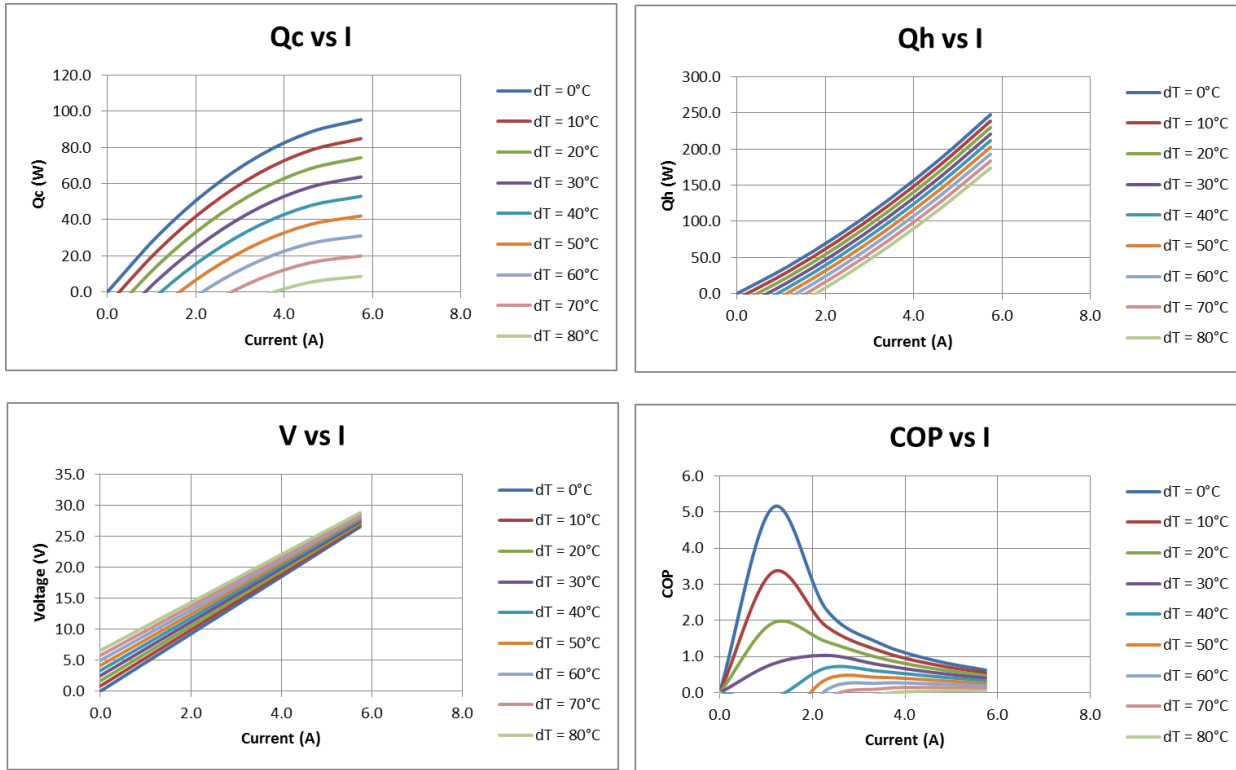 Qc vs I
120.0
100.0
80.0
60.0
40.0
20.0
0.0
Qc (W)
0.0 2.0 4.0 6.0 8.0
Current (A)
dT = 0°C
dT = 10°C
dT = 20°C
dT = 30°C
dT = 40°C
dT = 50°C
dT = 60°C
dT = 70°C
dT = 80°C
Qh vs I
300.0
250.0
200.0
150.0
100.0
50.0
0.0
Qh (W)
0.0 2.0 4.0 6.0 8.0
Current (A)
dT = 0°C
dT = 10°C
dT = 20°C
dT = 30°C
dT = 40°C
dT = 50°C
dT = 60°C
dT = 70°C
dT = 80°C
V vs I
35.0
30.0
25.0
20.0
15.0
10.0
5.0
0.0
Voltage (V)
0.0 2.0 4.0 6.0 8.0
Current (A)
dT = 0°C
dT = 10°C
dT = 20°C
dT = 30°C
dT = 40°C
dT = 50°C
dT = 60°C
dT = 70°C
dT = 80°C
COP vs I
6.0
5.0
4.0
3.0
2.0
1.0
0.0
COP
0.0 2.0 4.0 6.0 8.0
Current (A)
dT = 0°C
dT = 10°C
dT = 20°C
dT = 30°C
dT = 40°C
dT = 50°C
dT = 60°C
dT = 70°C
dT = 80°C